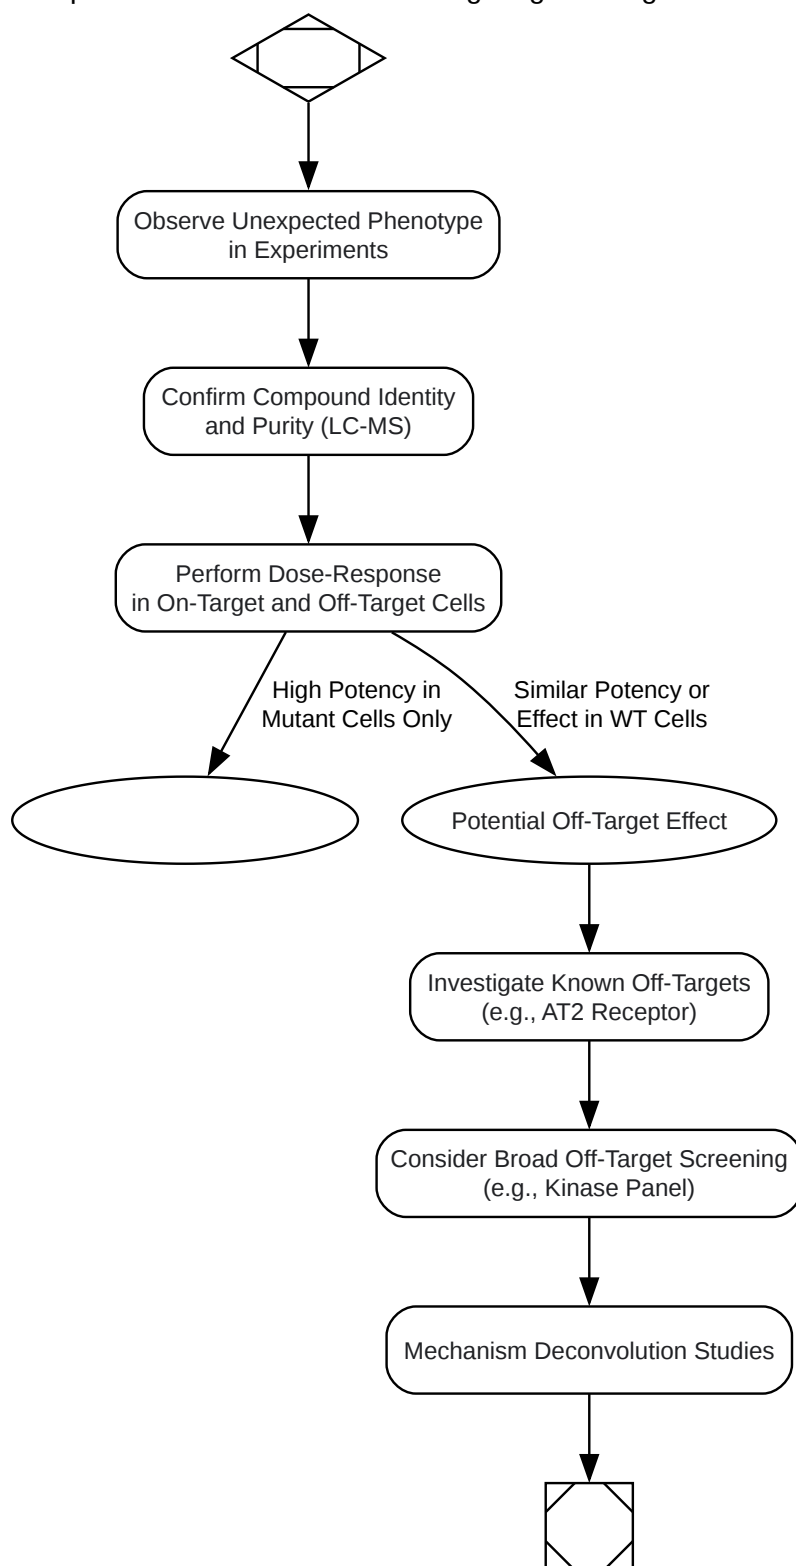 Observe Unexpected Phenotype
in Experiments
Confirm Compound Identity
and Purity (LC-MS)
Perform Dose-Response
in On-Target and Off-Target Cells
High Potency in
Mutant Cells Only
Similar Potency or
Effect in WT Cells
Potential Off-Target Effect
Investigate Known Off-Targets
(e.g., AT2 Receptor)
Consider Broad Off-Target Screening
(e.g., Kinase Panel)
Mechanism Deconvolution Studies